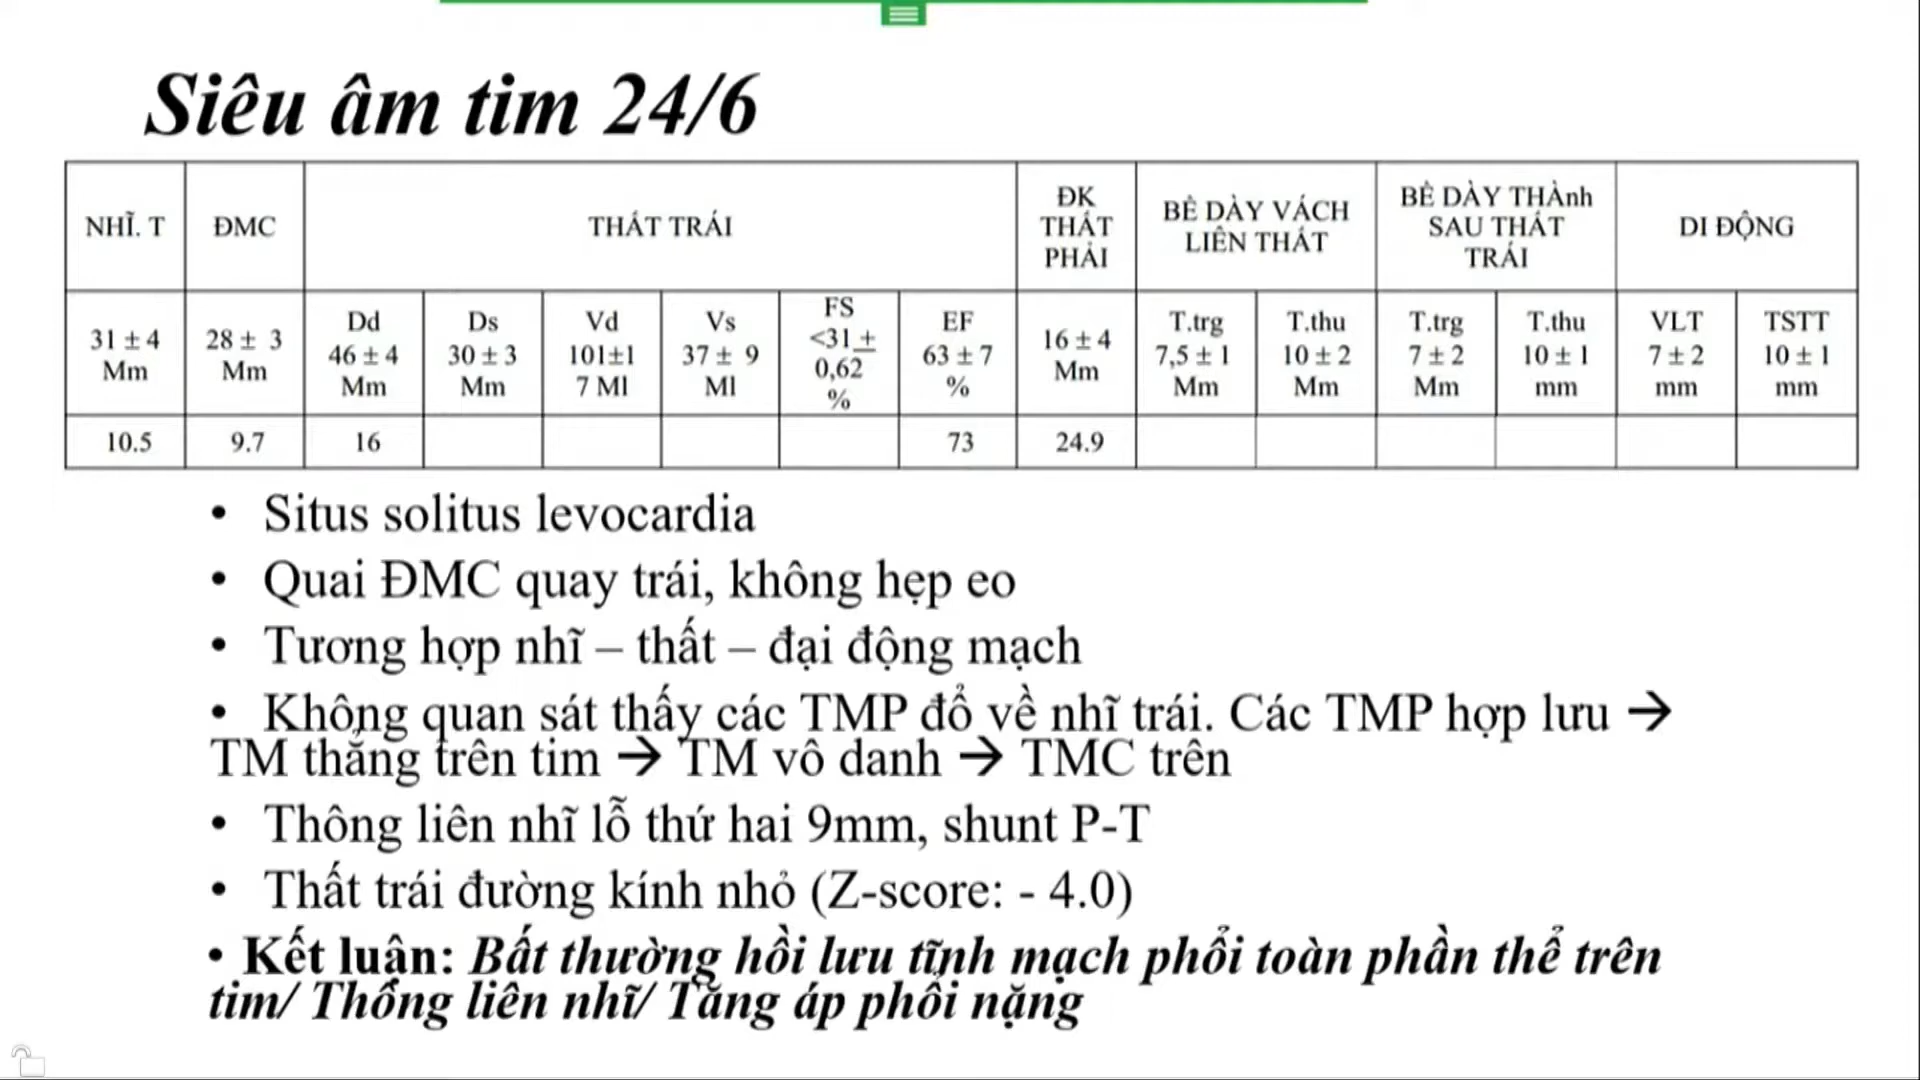 Siêu âm tim 24/6
NHĨ. T
ĐMC
THẤT TRÁI
ĐK
THẤT
PHẢI
BỀ DÀY VÁCH
LIÊN THẤT
BỀ DÀY THÀnh
SAU THẤT
TRÁI
DI ĐỘNG
31 ± 4
Mm
28 ± 3
Mm
Dd
46 ± 4
Mm
Ds
30 ± 3
Mm
Vd
101±1
7 Ml
Vs
37 ± 9
Ml
FS
<31 ±
0,62
%
EF
63 ± 7
%
16 ± 4
Mm
T.trg
7,5 ± 1
Mm
T.thu
10 ± 2
Mm
T.trg
7 ± 2
Mm
T.thu
10 ± 1
mm
VLT
7 ± 2
mm
TSTT
10 ± 1
mm
10.5
9.7
16
73
24.9
• Situs solitus levocardia
• Quai ĐMC quay trái, không hẹp eo
• Tương hợp nhĩ – thất – đại động mạch
• Không quan sát thấy các TMP đổ về nhĩ trái. Các TMP hợp lưu →
TM thẳng trên tim → TM vô danh → TMC trên
• Thông liên nhĩ lỗ thứ hai 9mm, shunt P-T
• Thất trái đường kính nhỏ (Z-score: - 4.0)
• Kết luận: Bất thường hồi lưu tĩnh mạch phổi toàn phần thể trên
tim/ Thông liên nhĩ/ Tăng áp phổi nặng